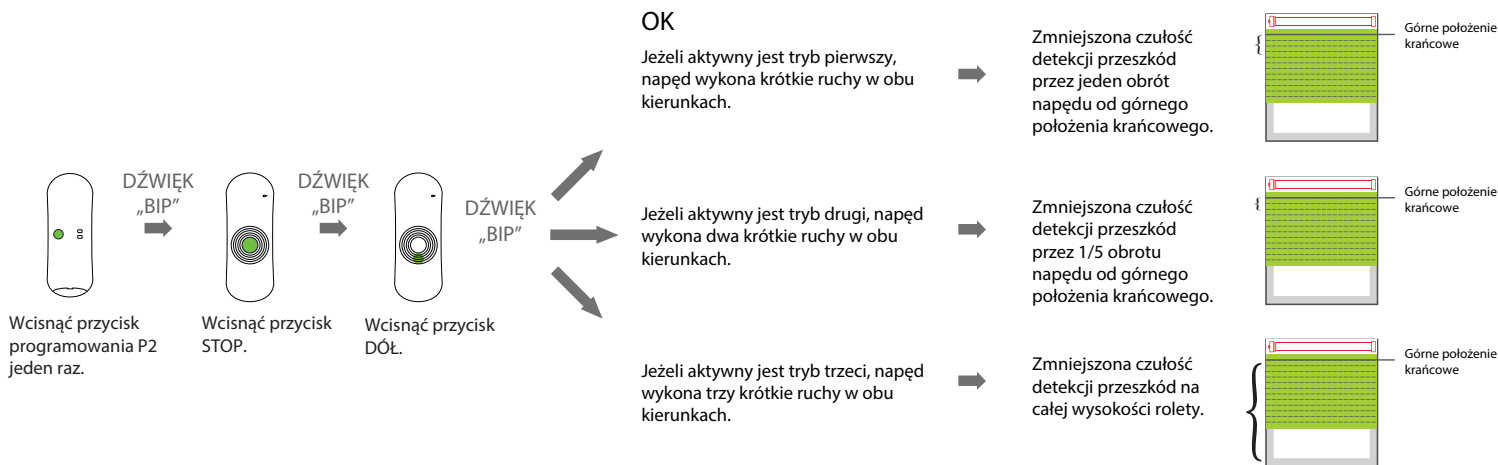 Wcisnąć przycisk
programowania P2
jeden raz.
DŹWIĘK
„BIP”
Wcisnąć przycisk
STOP.
DŹWIĘK
„BIP”
Wcisnąć przycisk
DÓŁ.
DŹWIĘK
„BIP”
OK
Jeżeli aktywny jest tryb pierwszy,
napęd wykona krótkie ruchy w obu
kierunkach.
Zmniejszona czułość
detekcji przeszkód
przez jeden obrót
napędu od górnego
położenia krańcowego.
Górne położenie
krańcowe
Jeżeli aktywny jest tryb drugi, napęd
wykona dwa krótkie ruchy w obu
kierunkach.
Zmniejszona czułość
detekcji przeszkód
przez 1/5 obrotu
napędu od górnego
położenia krańcowego.
Górne położenie
krańcowe
Jeżeli aktywny jest tryb trzeci, napęd
wykona trzy krótkie ruchy w obu
kierunkach.
Zmniejszona czułość
detekcji przeszkód na
całej wysokości rolety.
Górne położenie
krańcowe